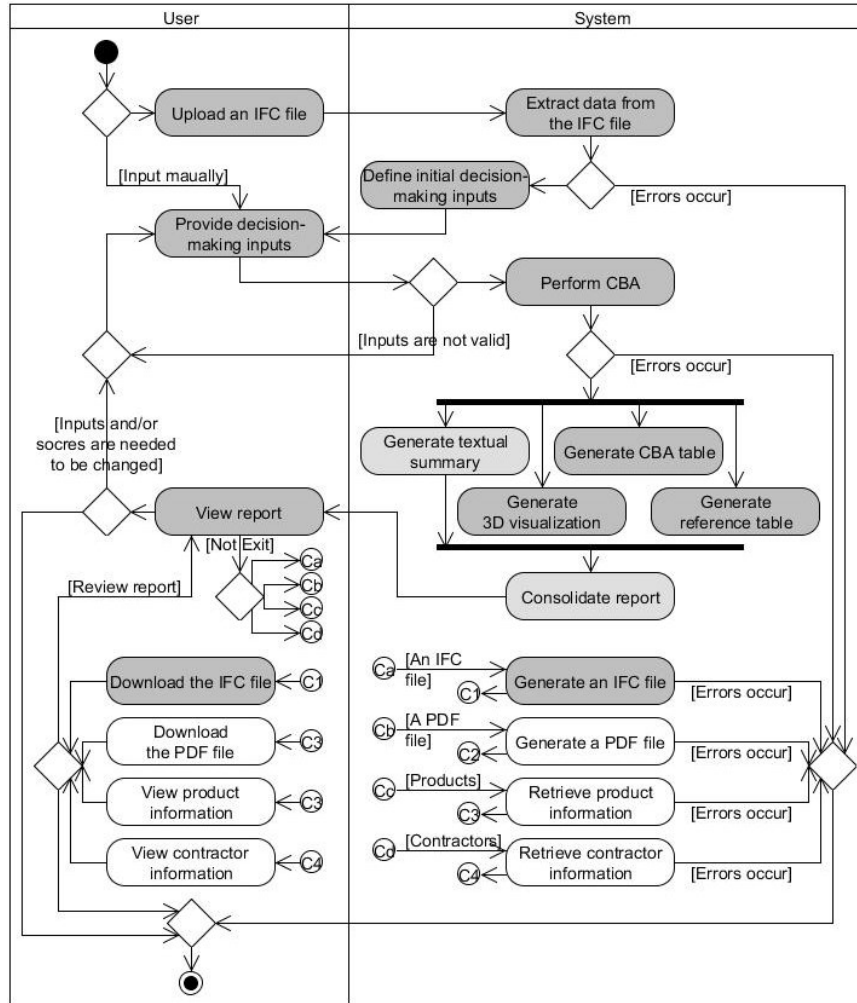 User
System
Upload an IFC file
Extract data from
the IFC file
[Input maually]
Define initial decision-
making inputs
[Errors occur]
Provide decision-
making inputs
Perform CBA
[Inputs are not valid]
[Errors occur]
[Inputs and/or
socres are needed
to be changed]
Generate textual
summary
Generate CBA table
Generate
3D visualization
Generate
reference table
View report
[Not Exit]
Ca
Cb
Cc
Cd
[Review report]
Consolidate report
Download the IFC file
C1
Ca
[An IFC
file]
C1
Generate an IFC file
[Errors occur]
Download
the PDF file
C3
Cb
[A PDF
file]
C2
Generate a PDF file
[Errors occur]
View product
information
C3
Cc
[Products]
C3
Retrieve product
information
[Errors occur]
View contractor
information
C4
Cd
[Contractors]
C4
Retrieve contractor
information
[Errors occur]